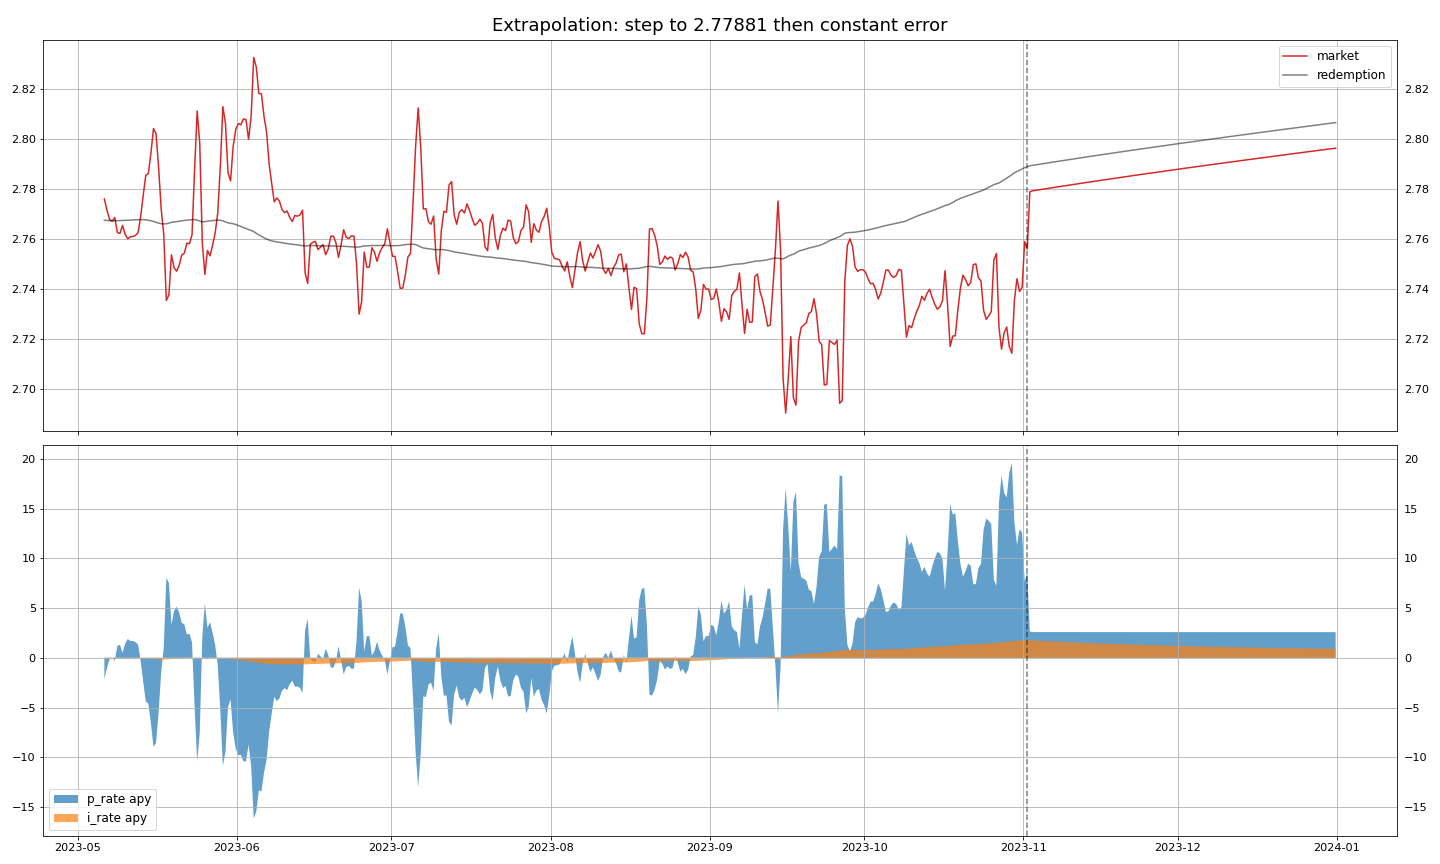 Extrapolation: step to 2.77881 then constant error
market
redemption
2.82 2.82
2.80 2.80
2.78 2.78
2.76 2.76
2.74 2.74
2.72 2.72
2.70 2.70
20 20
15 15
10 10
5 5
0 0
−5 −5
−10 −10
−15 −15
p_rate apy
i_rate apy
2023-05 2023-06 2023-07 2023-08 2023-09 2023-10 2023-11 2023-12 2024-01